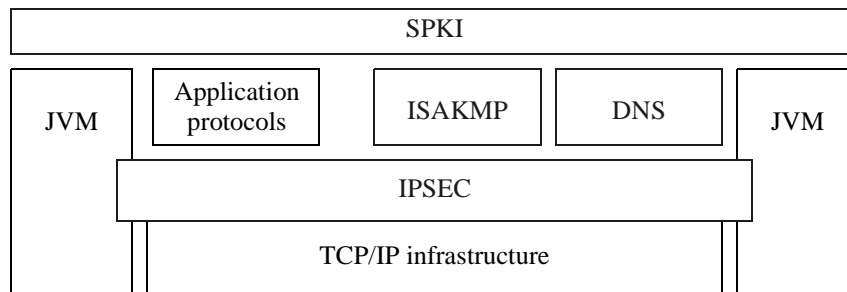 SPKI
JVM
Application
protocols
ISAKMP
DNS
JVM
IPSEC
TCP/IP infrastructure